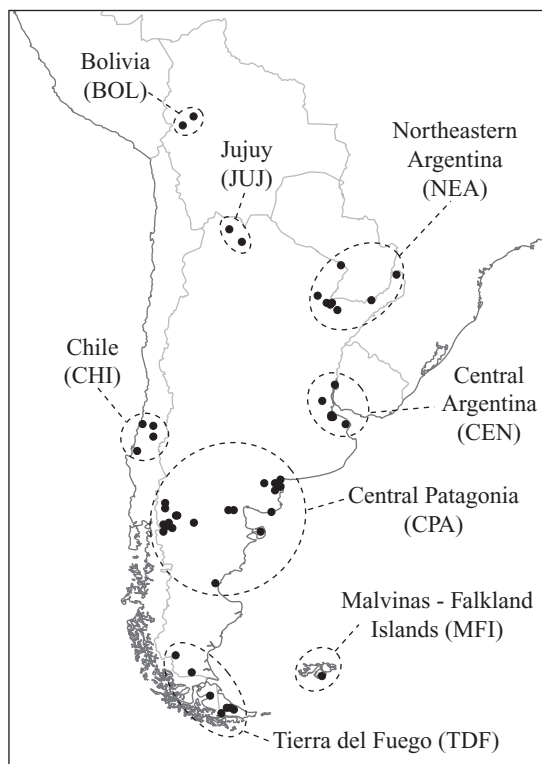 Bolivia
(BOL)
Jujuy
(JUJ)
Northeastern
Argentina
(NEA)
Chile
(CHI)
Central
Argentina
(CEN)
Central Patagonia
(CPA)
Malvinas - Falkland
Islands (MFI)
Tierra del Fuego (TDF)